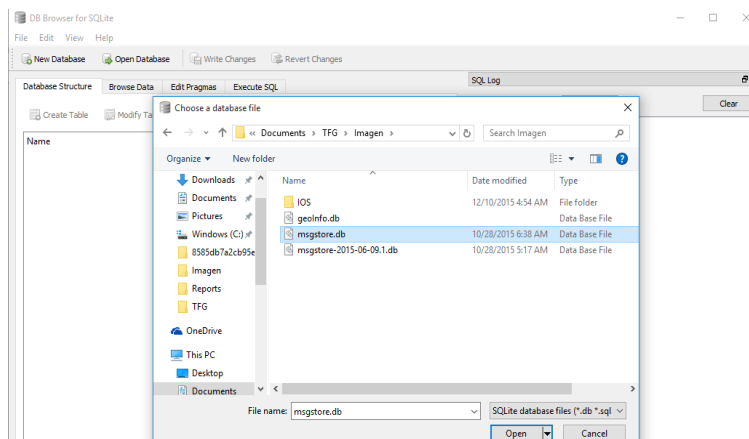 DB Browser for SQLite
File Edit View Help
New Database Open Database Write Changes Revert Changes
Database Structure Browse Data Edit Pragmas Execute SQL
SQL Log
Create Table Modify Ta
Clear
Name
Choose a database file
« Documents › TFG › Imagen ›
Search Imagen
Organize New folder
Name Date modified Type
Downloads
Documents
Pictures
Windows (C:)
8585db7a2cb95e
Imagen
Reports
TFG
OneDrive
This PC
Desktop
Documents
IOS 12/10/2015 4:54 AM File folder
geoInfo.db Data Base File
msgstore.db 10/28/2015 6:38 AM Data Base File
msgstore-2015-06-09.1.db 10/28/2015 5:17 AM Data Base File
File name: msgstore.db SQLite database files (*.db *.sql
Open Cancel